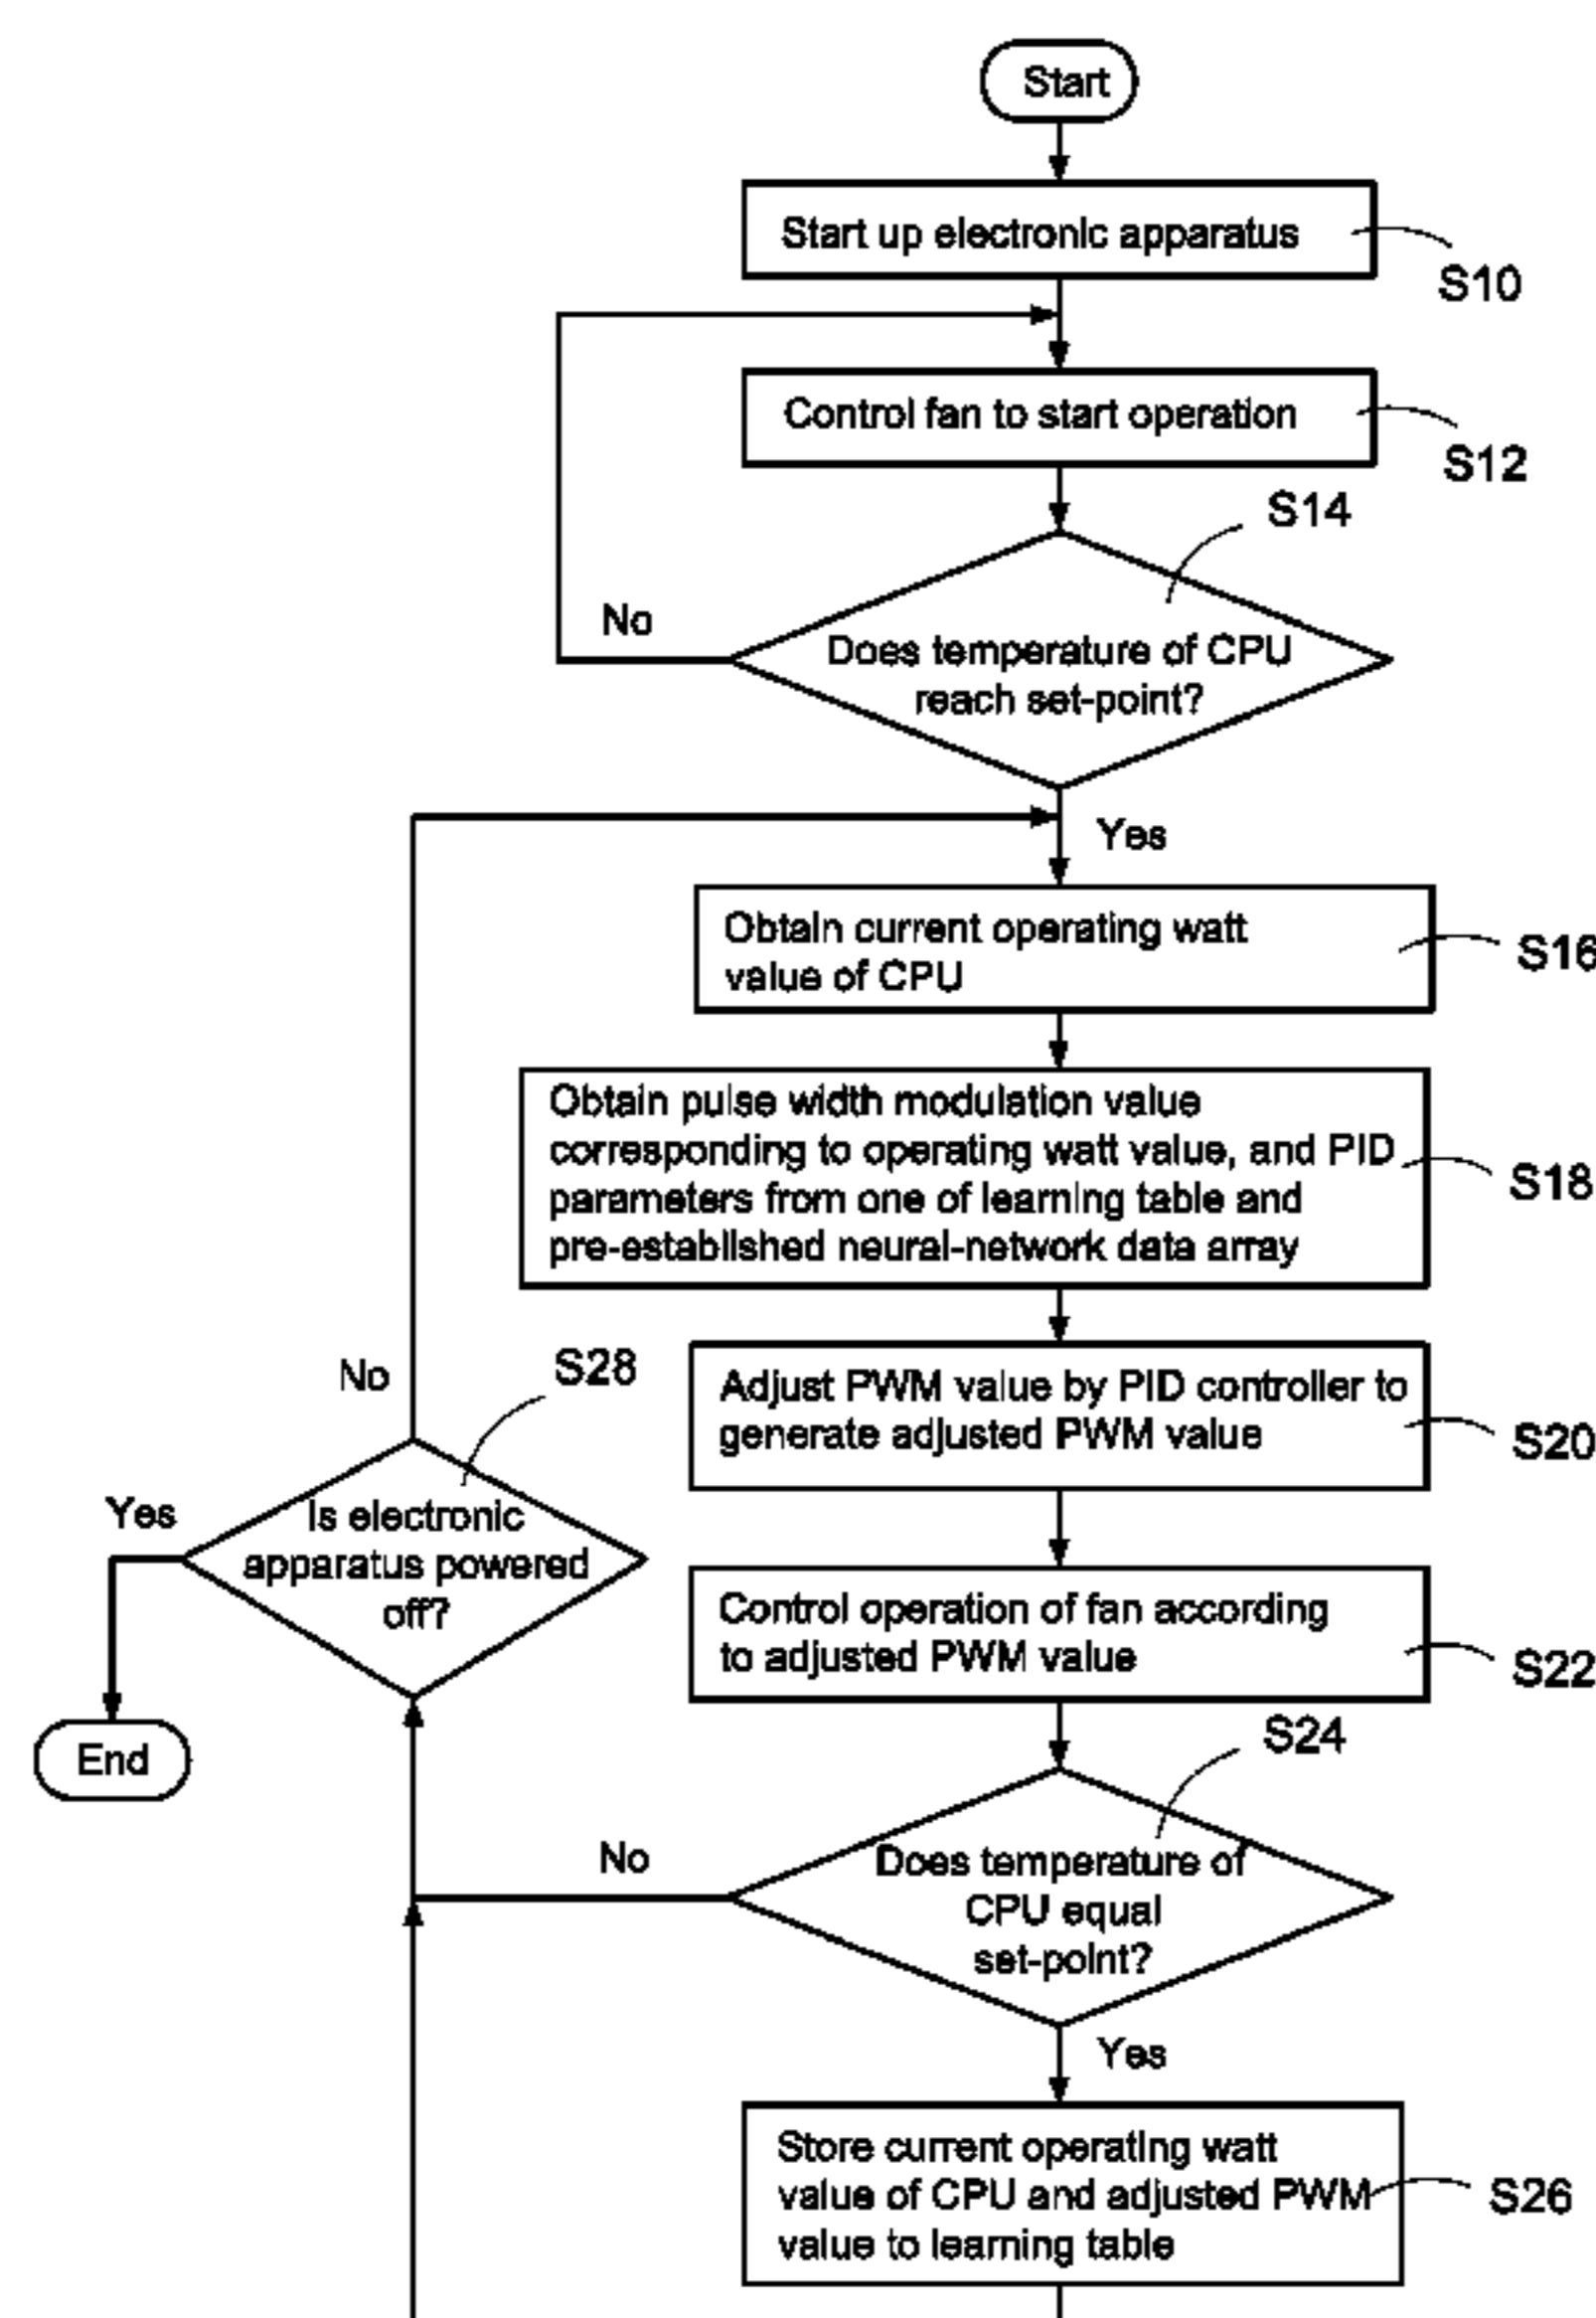 Start
Start up electronic apparatus
S10
Control fan to start operation
S12
S14
No
Does temperature of CPU
reach set-point?
Yes
Obtain current operating watt
value of CPU
S16
Obtain pulse width modulation value
corresponding to operating watt value, and PID
parameters from one of learning table and
pre-established neural-network data array
S18
No
S28
Adjust PWM value by PID controller to
generate adjusted PWM value
S20
Yes
Is electronic
apparatus powered
off?
Control operation of fan according
to adjusted PWM value
S22
End
S24
No
Does temperature of
CPU equal
set-point?
Yes
Store current operating watt
value of CPU and adjusted PWM
value to learning table
S26